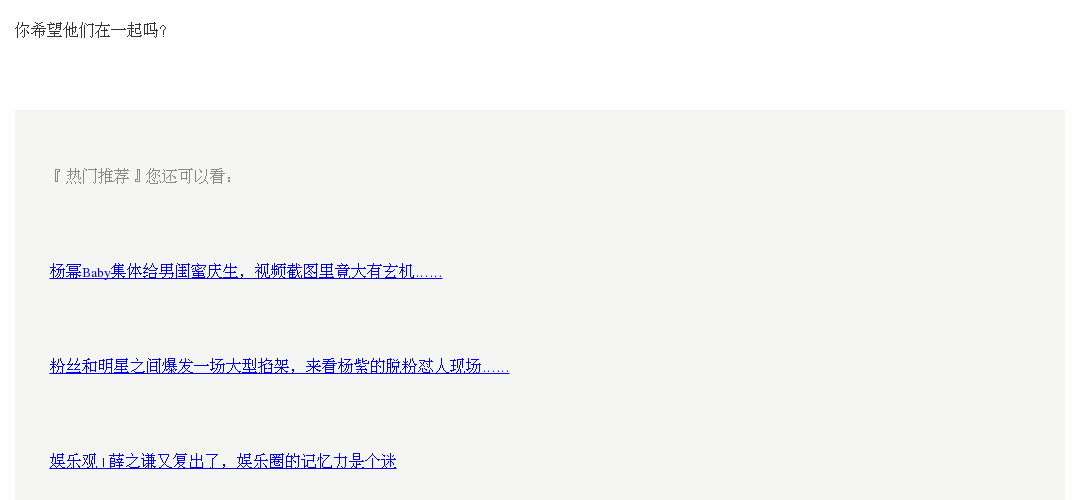 你希望他们在一起吗？
『 热门推荐 』您还可以看：
杨幂Baby集体给男闺蜜庆生，视频截图里竟大有玄机……
粉丝和明星之间爆发一场大型掐架，来看杨紫的脱粉怼人现场……
娱乐观 | 薛之谦又复出了，娱乐圈的记忆力是个迷